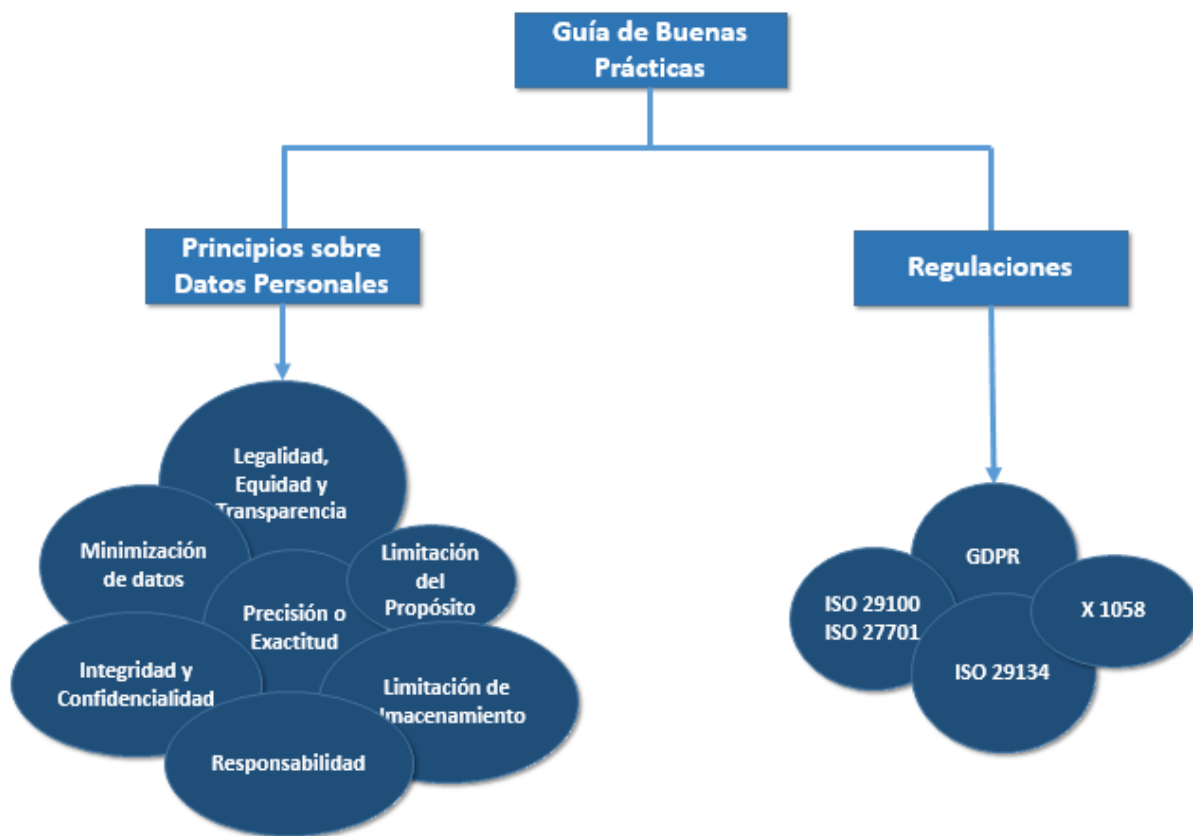 Guía de Buenas
Prácticas
Principios sobre
Datos Personales
Regulaciones
Legalidad,
Equidad y
Transparencia
Minimización
de datos
Limitación
del
Propósito
Precisión o
Exactitud
Integridad y
Confidencialidad
Limitación de
lmacenamiento
Responsabilidad
GDPR
ISO 29100
ISO 27701
X 1058
ISO 29134